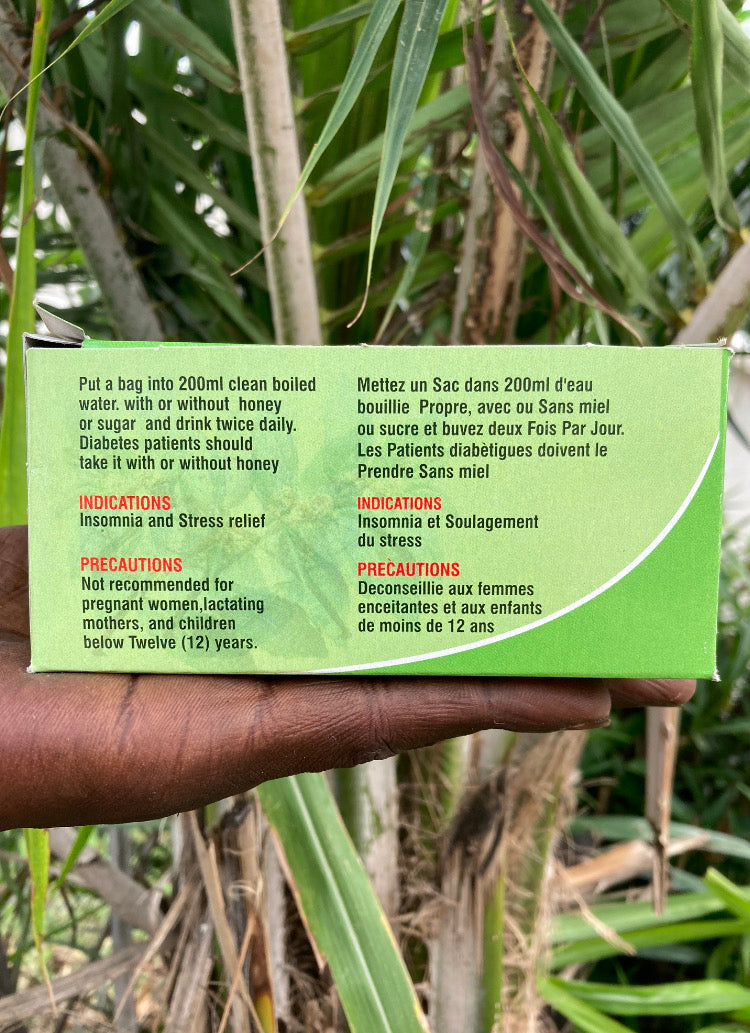 Put a bag into 200ml clean boiled
water. with or without honey
or sugar and drink twice daily.
Diabetes patients should
take it with or without honey
INDICATIONS
Insomnia and Stress relief
PRECAUTIONS
Not recommended for
pregnant women,lactating
mothers, and children
below Twelve (12) years.
Mettez un Sac dans 200ml d'eau
bouillie Propre, avec ou Sans miel
ou sucre et buvez deux Fois Par Jour.
Les Patients diabètigues doivent le
Prendre Sans miel
INDICATIONS
Insomnia et Soulagement
du stress
PRÈCAUTIONS
Deconseillie aux femmes
enceitantes et aux enfants
de moins de 12 ans